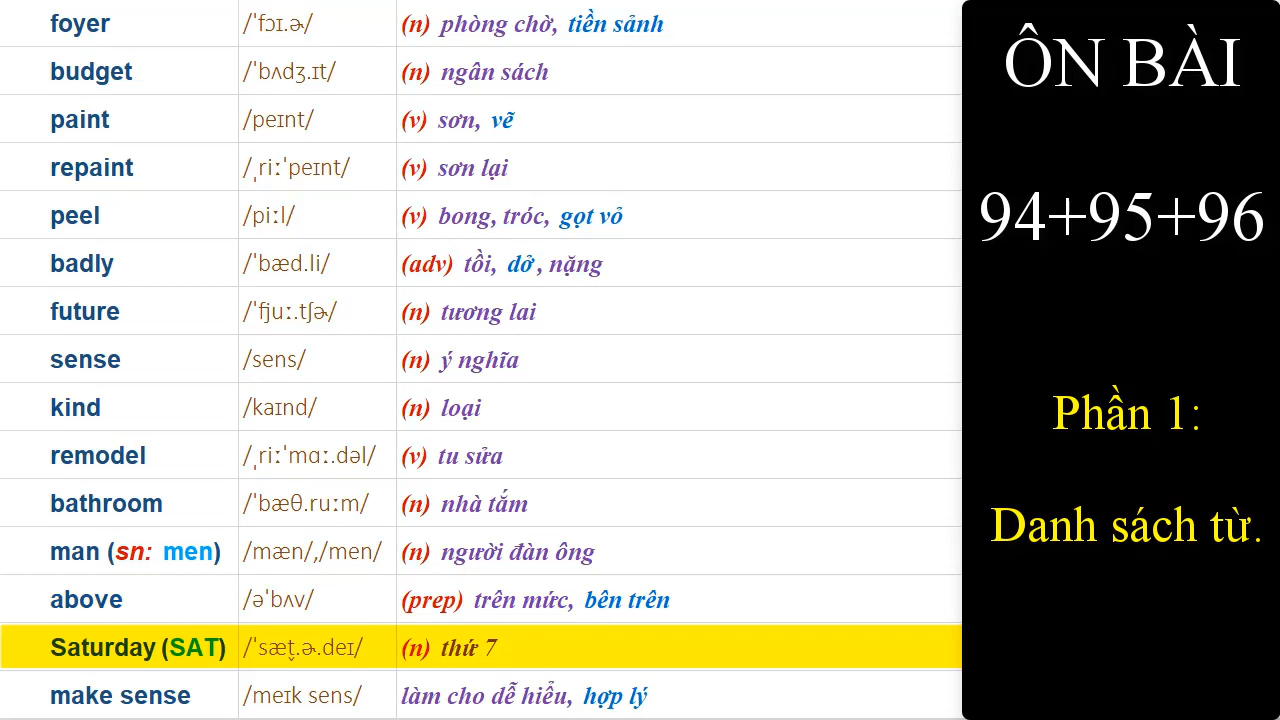 foyer /ˈfɔɪ.ɚ/ (n) phòng chờ, tiền sảnh
budget /ˈbʌdʒ.ɪt/ (n) ngân sách
paint /peɪnt/ (v) sơn, vẽ
repaint /ˌriːˈpeɪnt/ (v) sơn lại
peel /piːl/ (v) bong, tróc, gọt vỏ
badly /ˈbæd.li/ (adv) tồi, dở, nặng
future /ˈfjuː.tʃɚ/ (n) tương lai
sense /sens/ (n) ý nghĩa
kind /kaɪnd/ (n) loại
remodel /ˌriːˈmɑː.dəl/ (v) tu sửa
bathroom /ˈbæθ.ruːm/ (n) nhà tắm
man (sn: men) /mæn/,/men/ (n) người đàn ông
above /əˈbʌv/ (prep) trên mức, bên trên
Saturday (SAT) /ˈsæt̬.ɚ.deɪ/ (n) thứ 7
make sense /meɪk sens/ làm cho dễ hiểu, hợp lý
ÔN BÀI
94+95+96
Phần 1:
Danh sách từ.